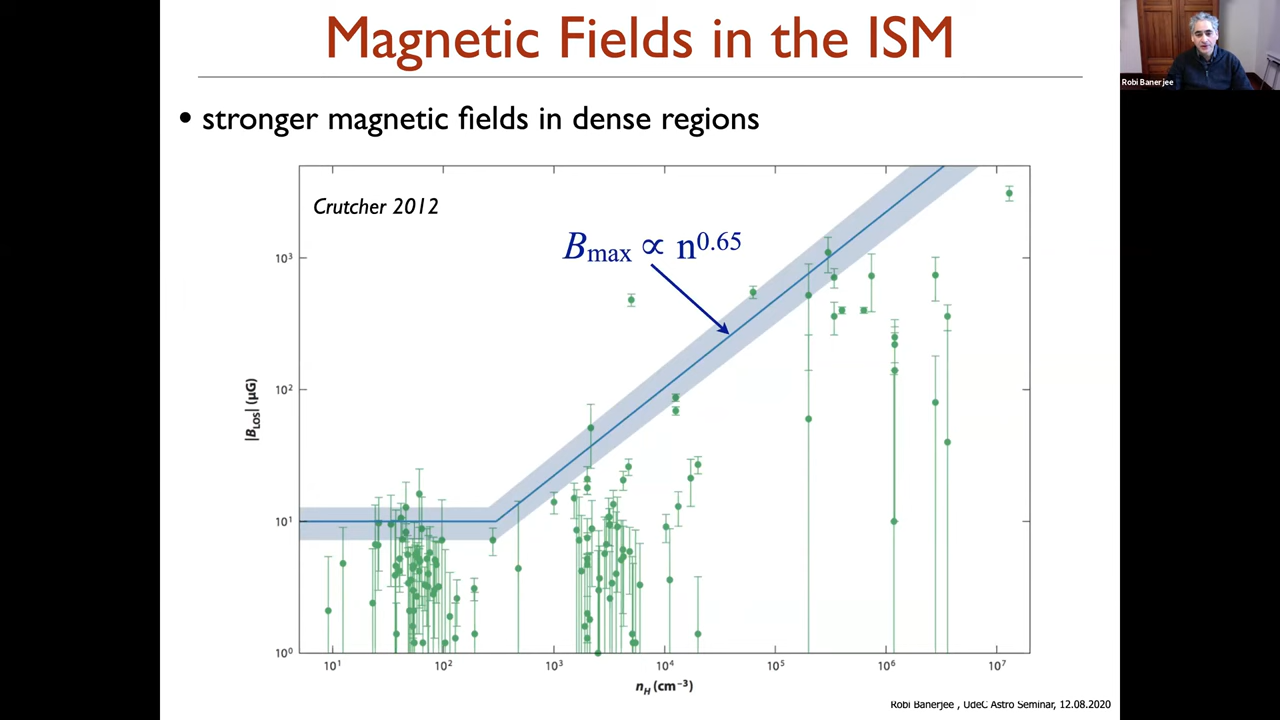 Magnetic Fields in the ISM
Robi Banerjee
• stronger magnetic fields in dense regions
Crutcher 2012
Bmax ∝ n^0.65
10³
10²
10¹
10⁰
|B_LOS| (μG)
10¹ 10² 10³ 10⁴ 10⁵ 10⁶ 10⁷
n_H (cm⁻³)
Robi Banerjee , UdeC Astro Seminar, 12.08.2020